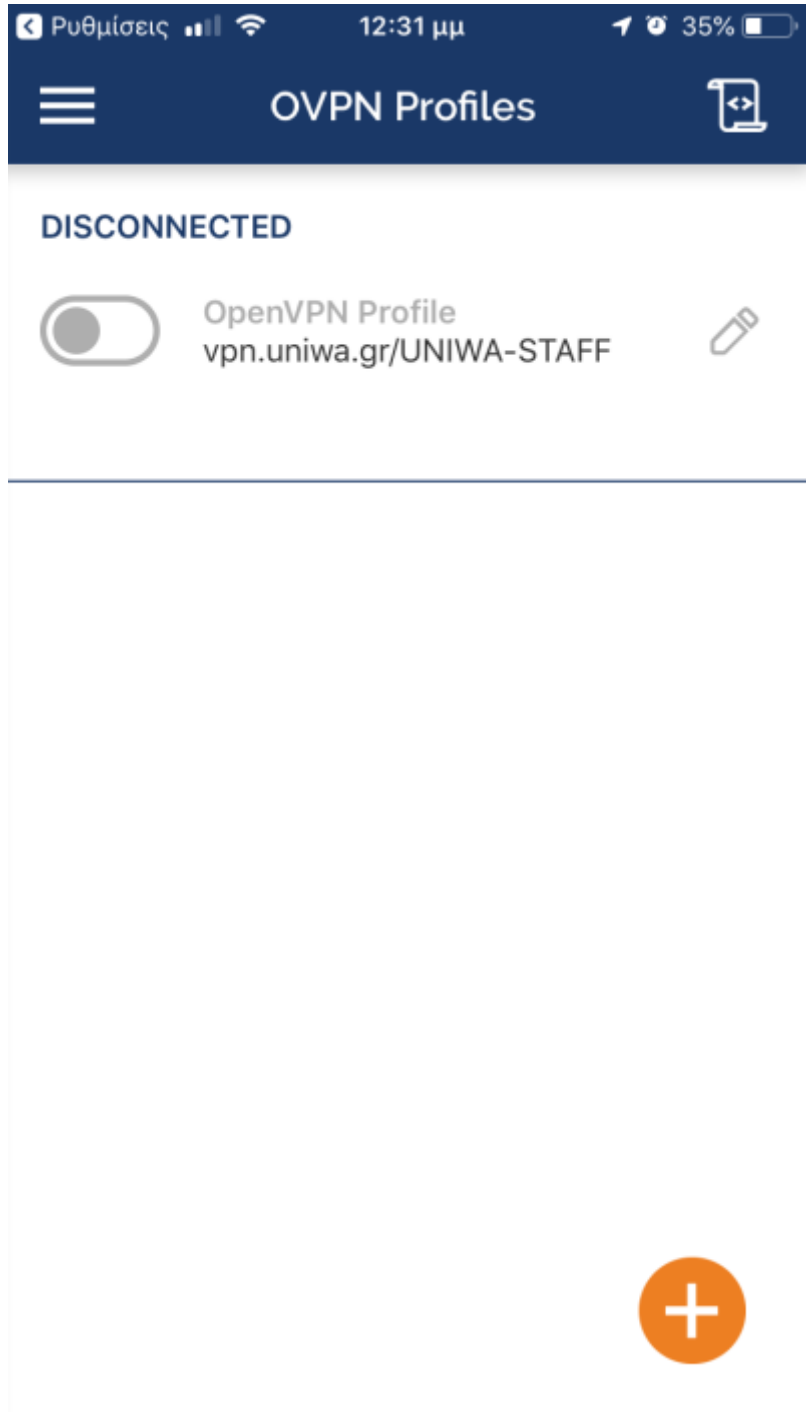 Ρυθμίσεις 12:31 μμ 35%
OVPN Profiles
DISCONNECTED
OpenVPN Profile
vpn.uniwa.gr/UNIWA-STAFF